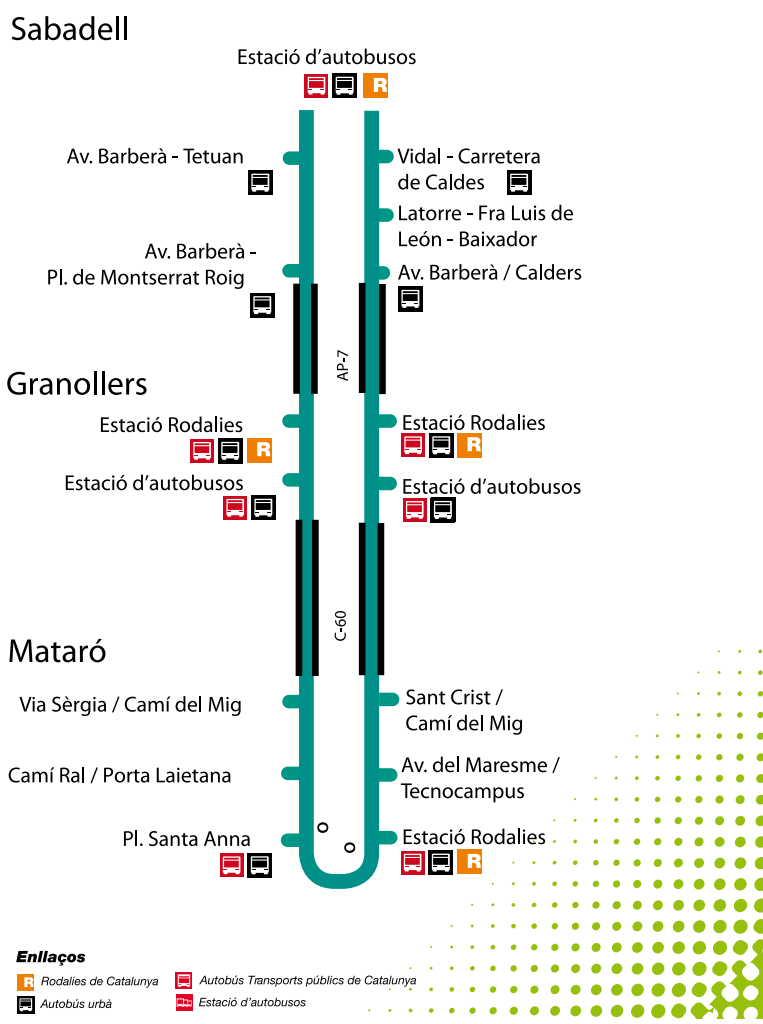 Sabadell
Estació d'autobusos
R
Av. Barberà - Tetuan
Vidal - Carretera
de Caldes
Latorre - Fra Luis de
León - Baixador
Av. Barberà -
Pl. de Montserrat Roig
Av. Barberà / Calders
AP-7
Granollers
Estació Rodalies
R
Estació Rodalies
R
Estació d'autobusos
Estació d'autobusos
C-60
Mataró
Via Sèrgia / Camí del Mig
Sant Crist /
Camí del Mig
Camí Ral / Porta Laietana
Av. del Maresme /
Tecnocampus
Pl. Santa Anna
Estació Rodalies
R
Enllaços
R Rodalies de Catalunya
Autobús Transports públics de Catalunya
Autobús urbà
Estació d'autobusos